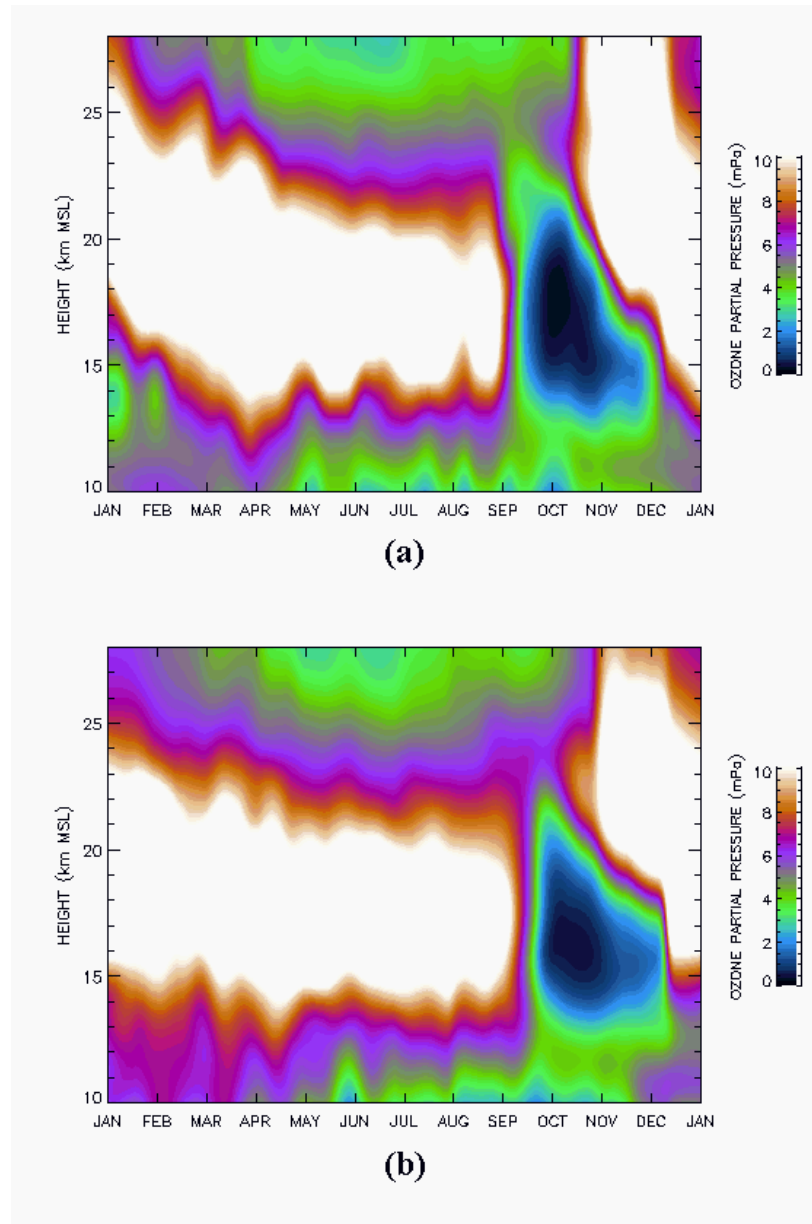 25
20
15
10
HEIGHT (km MSL)
JAN FEB MAR APR MAY JUN JUL AUG SEP OCT NOV DEC JAN
10
8
6
4
2
0
OZONE PARTIAL PRESSURE (mPa)
(a)
25
20
15
10
HEIGHT (km MSL)
JAN FEB MAR APR MAY JUN JUL AUG SEP OCT NOV DEC JAN
10
8
6
4
2
0
OZONE PARTIAL PRESSURE (mPa)
(b)